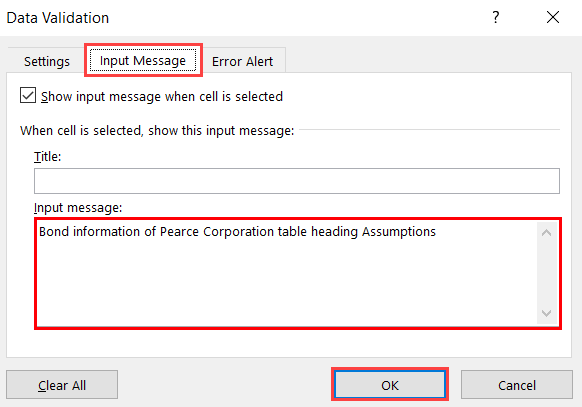 Data Validation ?
Settings Input Message Error Alert
Show input message when cell is selected
When cell is selected, show this input message:
Title:
Input message:
Bond information of Pearce Corporation table heading Assumptions
Clear All OK Cancel